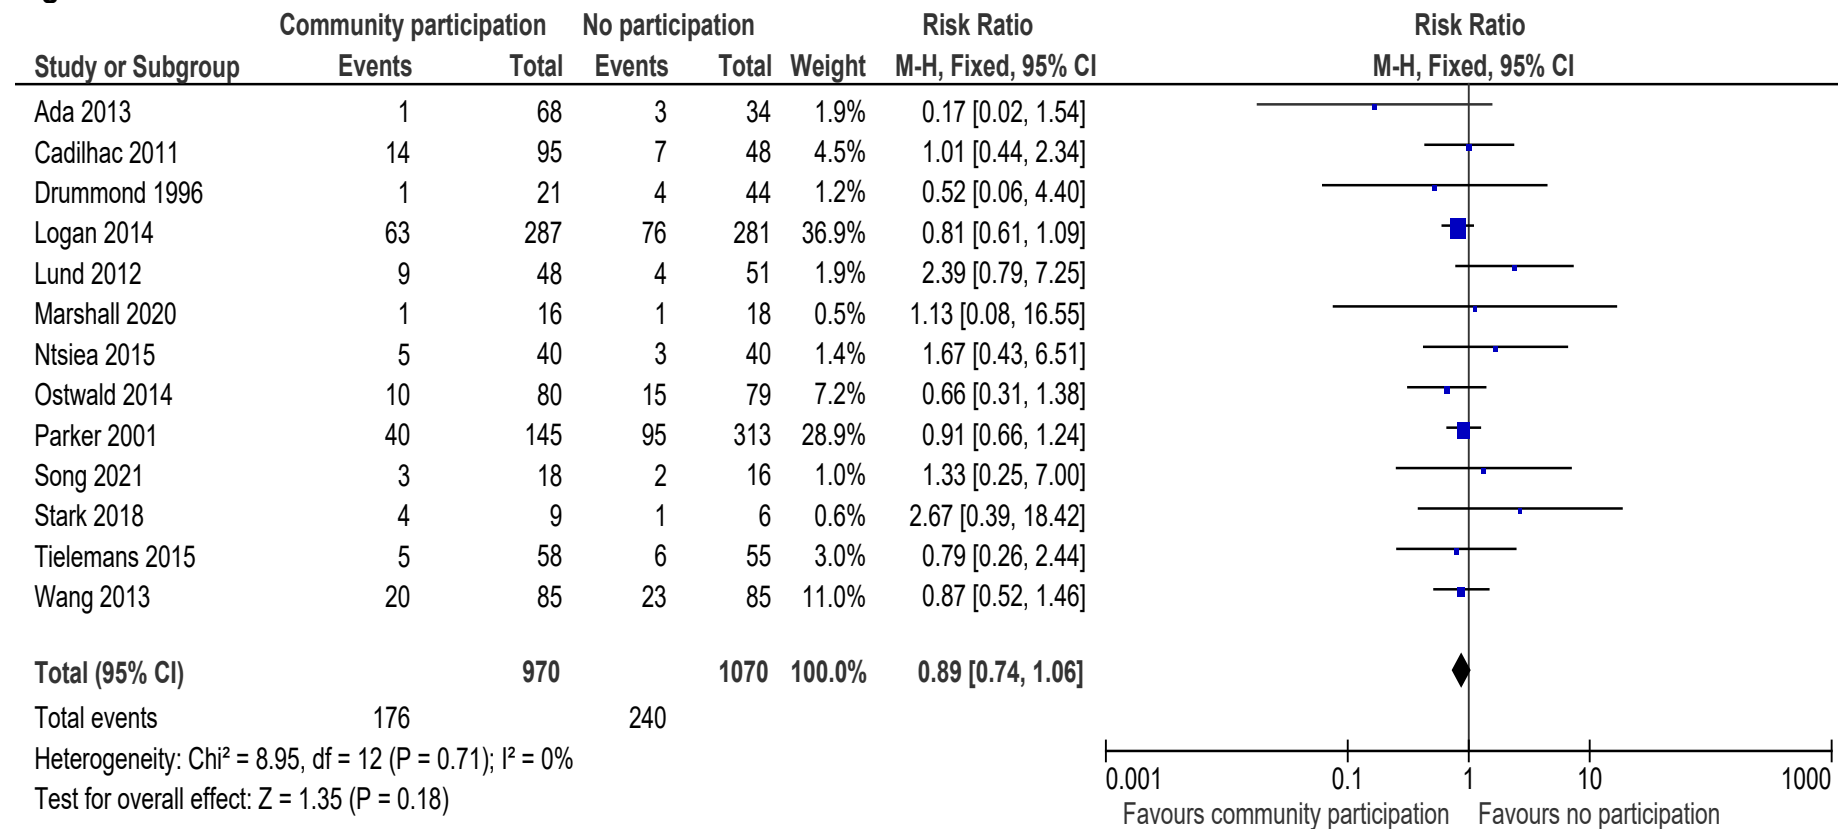 Community participation No participation Risk Ratio Risk Ratio
Study or Subgroup Events Total Events Total Weight M-H, Fixed, 95% CI M-H, Fixed, 95% CI
Ada 2013 1 68 3 34 1.9% 0.17 [0.02, 1.54]
Cadilhac 2011 14 95 7 48 4.5% 1.01 [0.44, 2.34]
Drummond 1996 1 21 4 44 1.2% 0.52 [0.06, 4.40]
Logan 2014 63 287 76 281 36.9% 0.81 [0.61, 1.09]
Lund 2012 9 48 4 51 1.9% 2.39 [0.79, 7.25]
Marshall 2020 1 16 1 18 0.5% 1.13 [0.08, 16.55]
Ntsiea 2015 5 40 3 40 1.4% 1.67 [0.43, 6.51]
Ostwald 2014 10 80 15 79 7.2% 0.66 [0.31, 1.38]
Parker 2001 40 145 95 313 28.9% 0.91 [0.66, 1.24]
Song 2021 3 18 2 16 1.0% 1.33 [0.25, 7.00]
Stark 2018 4 9 1 6 0.6% 2.67 [0.39, 18.42]
Tielemans 2015 5 58 6 55 3.0% 0.79 [0.26, 2.44]
Wang 2013 20 85 23 85 11.0% 0.87 [0.52, 1.46]
Total (95% CI) 970 1070 100.0% 0.89 [0.74, 1.06]
Total events 176 240
Heterogeneity: Chi² = 8.95, df = 12 (P = 0.71); I² = 0%
Test for overall effect: Z = 1.35 (P = 0.18)
0.001 0.1 1 10 1000
Favours community participation Favours no participation